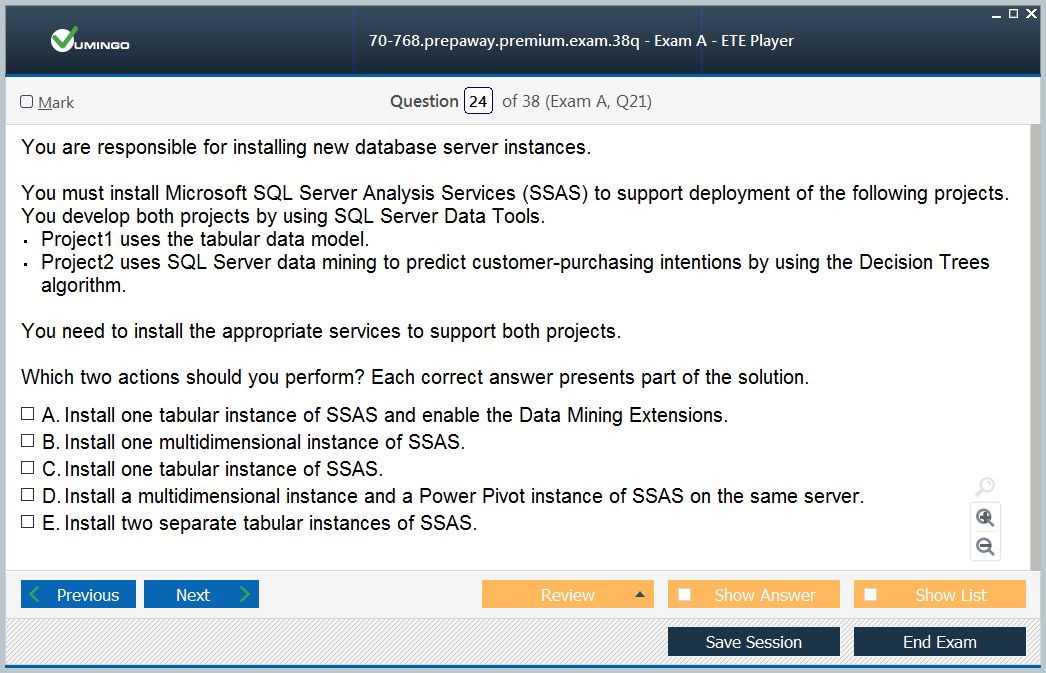 VUMINGO
70-768.prepaway.premium.exam.38q - Exam A - ETE Player
Mark
Question 24 of 38 (Exam A, Q21)
You are responsible for installing new database server instances.
You must install Microsoft SQL Server Analysis Services (SSAS) to support deployment of the following projects.
You develop both projects by using SQL Server Data Tools.
· Project1 uses the tabular data model.
· Project2 uses SQL Server data mining to predict customer-purchasing intentions by using the Decision Trees
algorithm.
You need to install the appropriate services to support both projects.
Which two actions should you perform? Each correct answer presents part of the solution.
A. Install one tabular instance of SSAS and enable the Data Mining Extensions.
B. Install one multidimensional instance of SSAS.
C. Install one tabular instance of SSAS.
D. Install a multidimensional instance and a Power Pivot instance of SSAS on the same server.
E. Install two separate tabular instances of SSAS.
Previous Next Review Show Answer Show List
Save Session End Exam